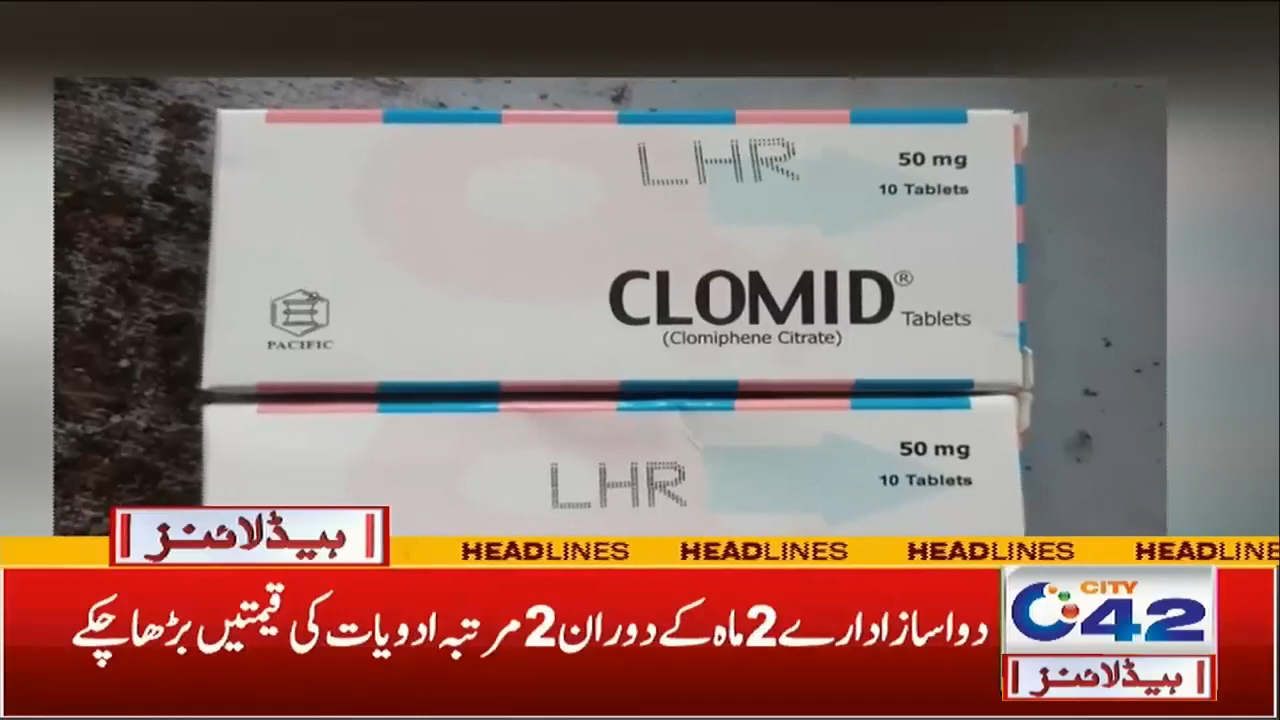 LHR
50 mg
10 Tablets
CLOMID® Tablets
(Clomiphene Citrate)
PACIFIC
LHR
50 mg
10 Tablets
ہیڈلائنز
HEADLINES HEADLINES HEADLINES HEADLINE
دواساز ادارے 2 ماہ کے دوران 2 مرتبہ ادویات کی قیمتیں بڑھا چکے
CITY
42
ہیڈلائنز